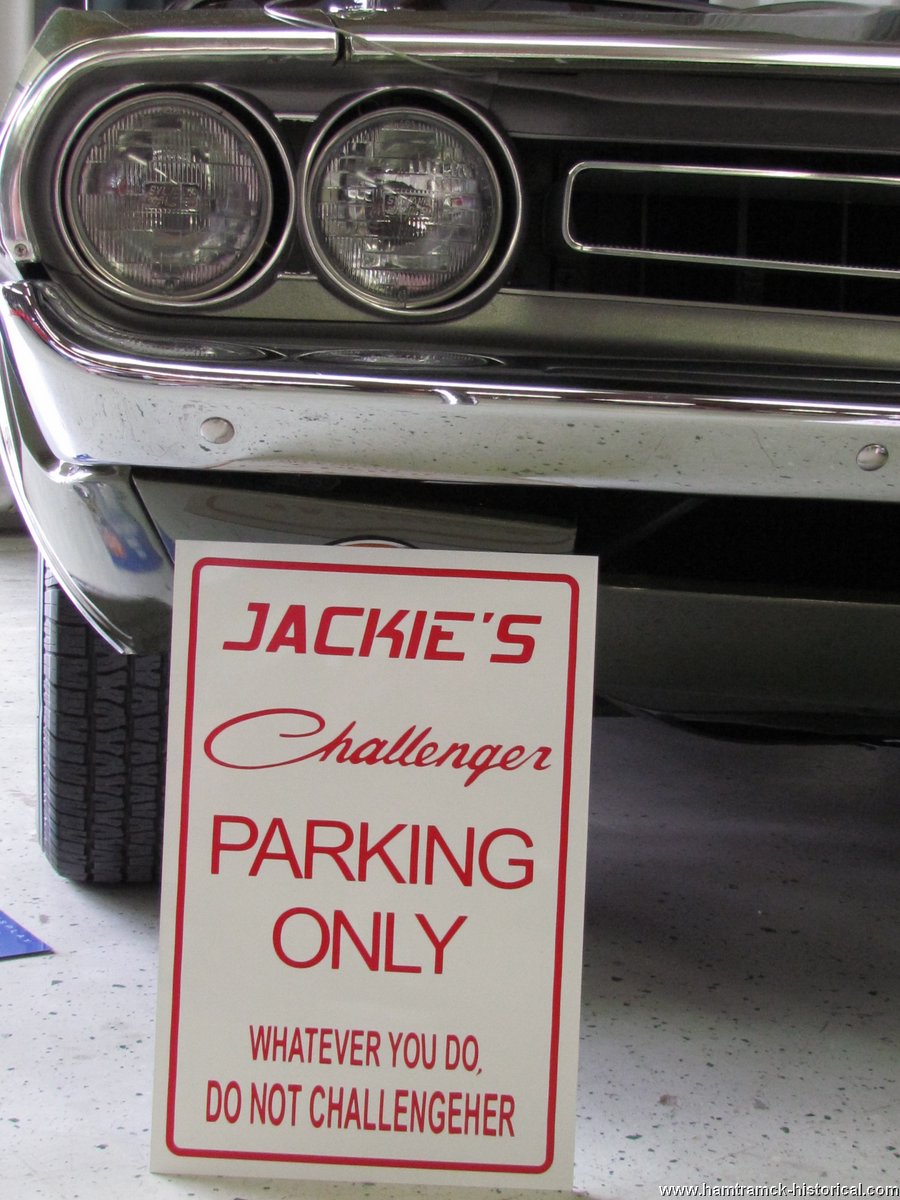 JACKIE'S
Challenger
PARKING
ONLY
WHATEVER YOU DO,
DO NOT CHALLENGEHER
www.hamtramck-historical.com